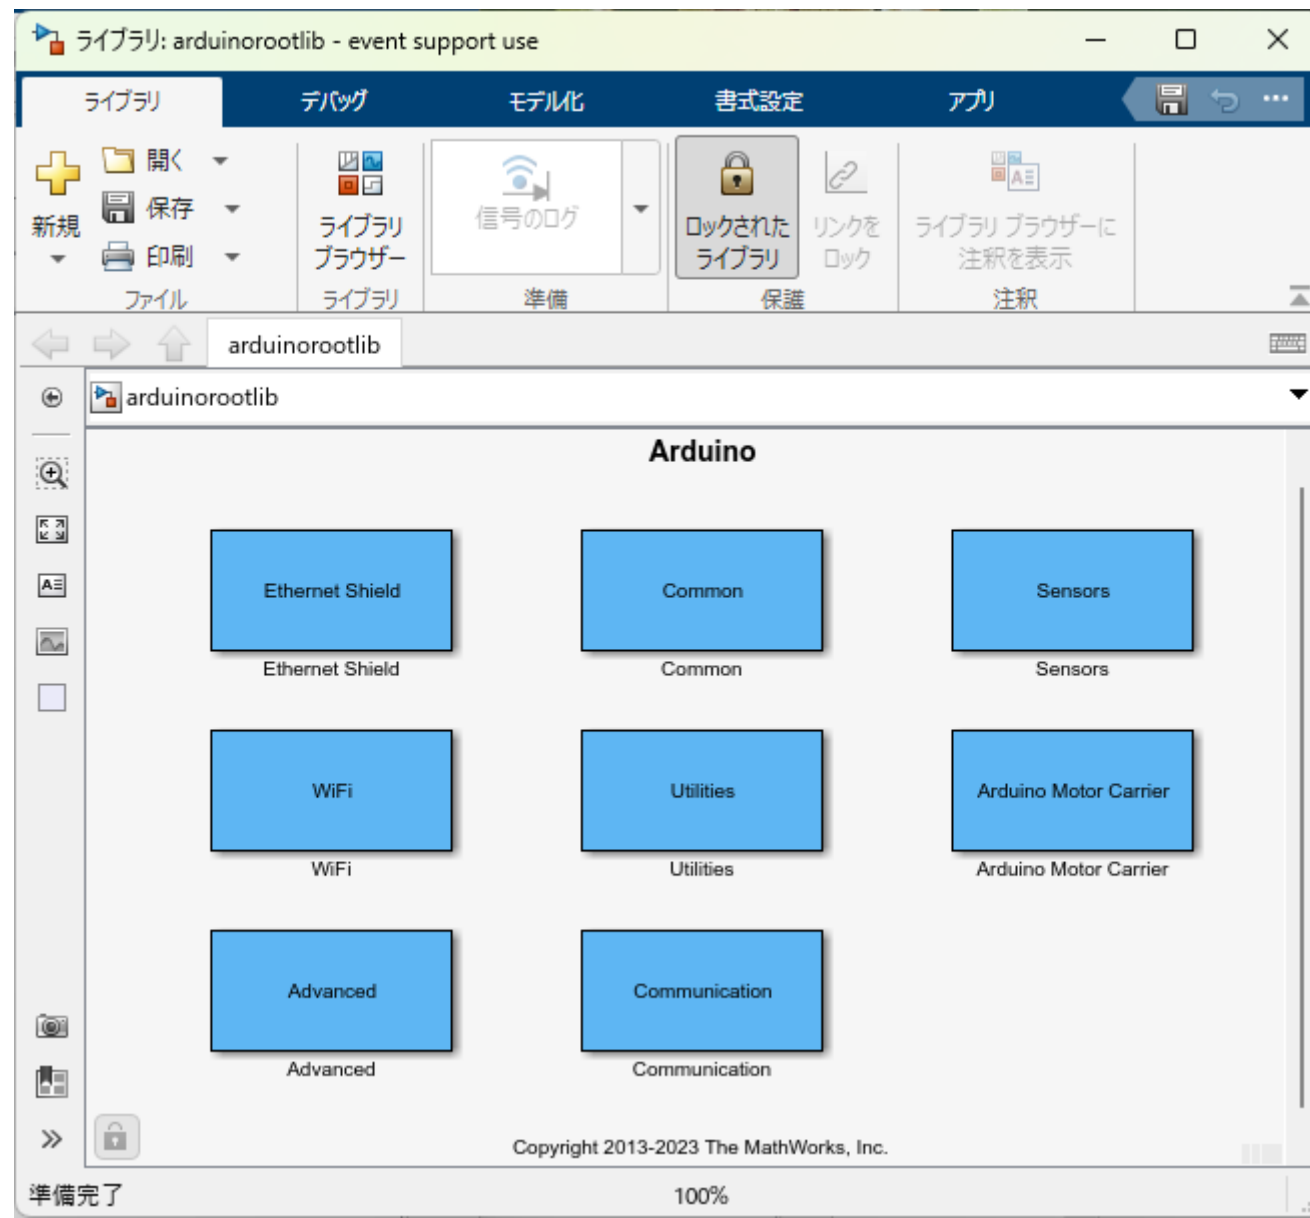 ライブラリ: arduinorootlib - event support use
ライブラリ デバッグ モデル化 書式設定 アプリ
新規
開く
保存
印刷
ファイル
ライブラリ
ブラウザー
ライブラリ
信号のログ
準備
ロックされた
ライブラリ
リンクを
ロック
保護
ライブラリ ブラウザーに
注釈を表示
注釈
arduinorootlib
arduinorootlib
Arduino
Ethernet Shield Common Sensors
Ethernet Shield Common Sensors
WiFi Utilities Arduino Motor Carrier
WiFi Utilities Arduino Motor Carrier
Advanced Communication
Advanced Communication
Copyright 2013-2023 The MathWorks, Inc.
準備完了 100%